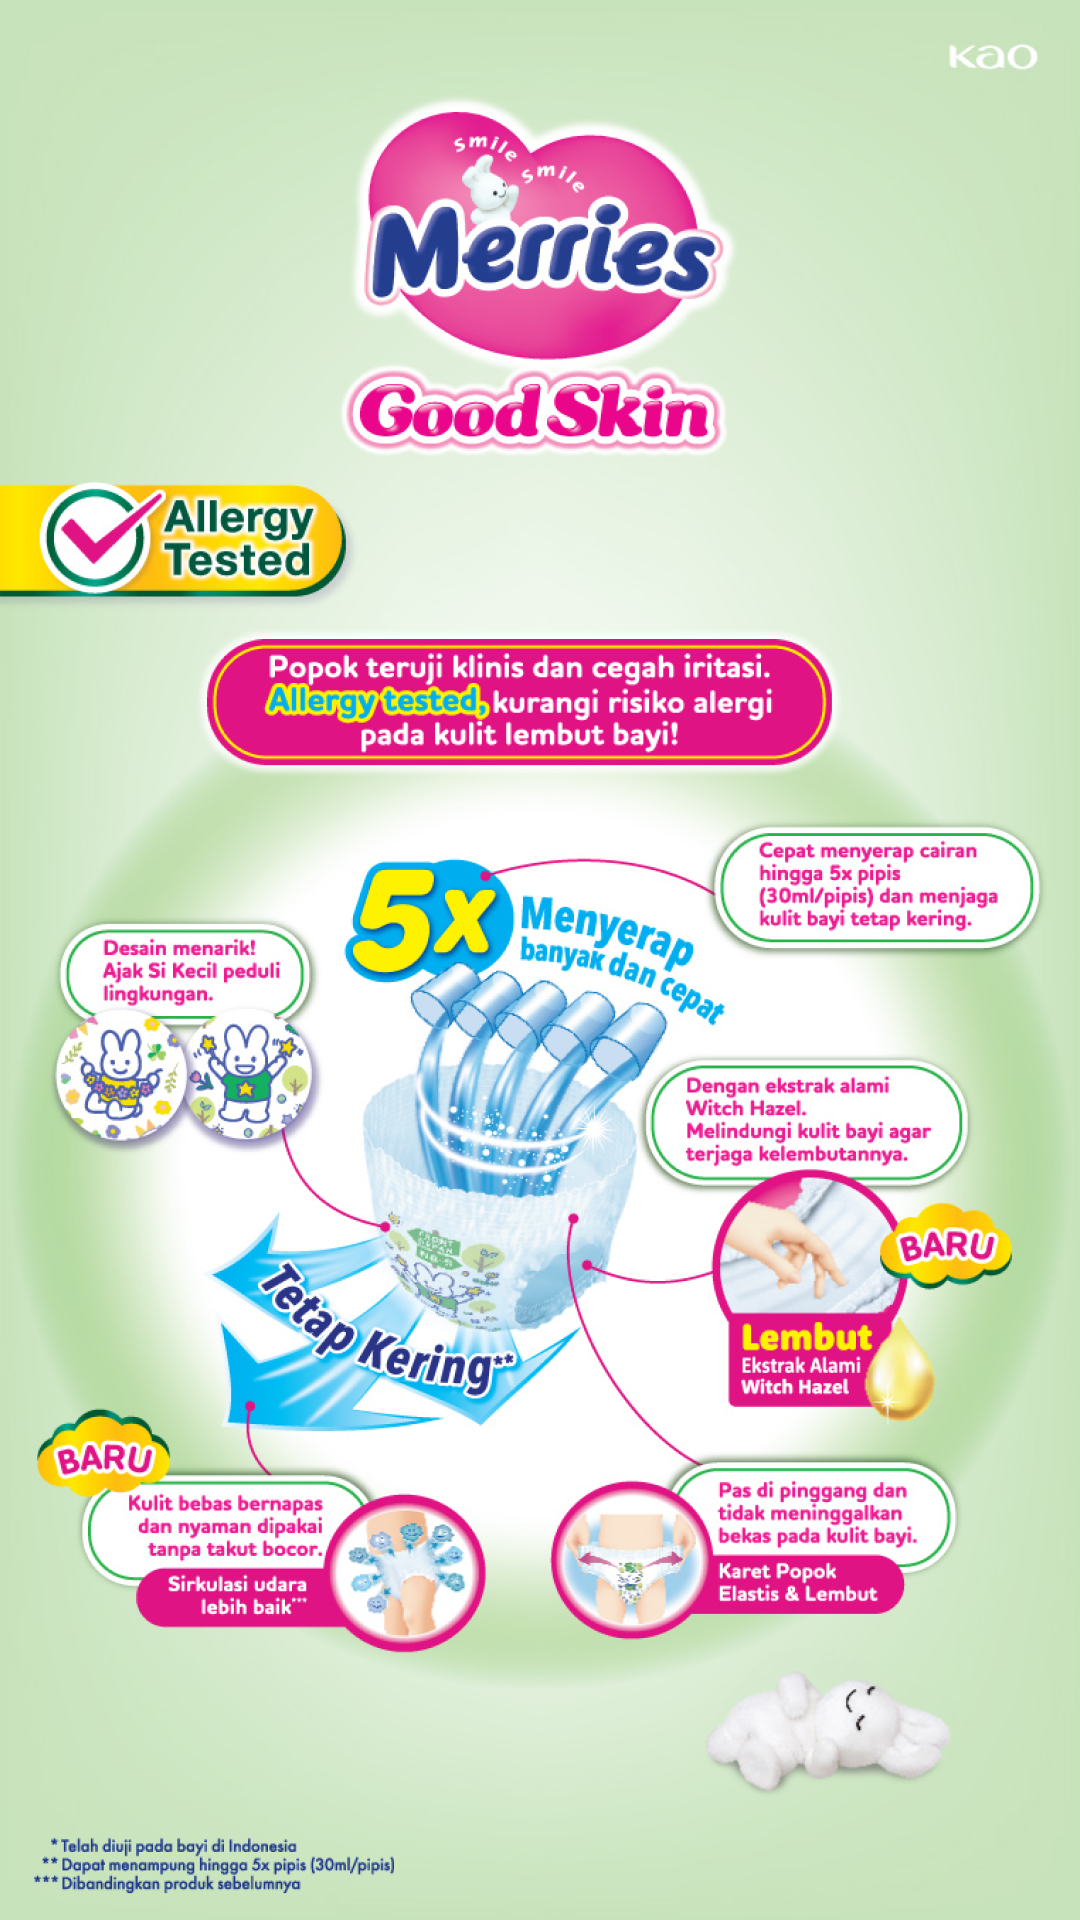 Kao
smile
smile
Merries
Good Skin
Allergy
Tested
Popok teruji klinis dan cegah iritasi.
Allergy tested, kurangi risiko alergi
pada kulit lembut bayi!
Cepat menyerap cairan
hingga 5x pipis
(30ml/pipis) dan menjaga
kulit bayi tetap kering.
5x
Menyerap
banyak dan cepat
Desain menarik!
Ajak Si Kecil peduli
lingkungan.
Dengan ekstrak alami
Witch Hazel.
Melindungi kulit bayi agar
terjaga kelembutannya.
BARU
FRONT
DEPAN
Lembut
Ekstrak Alami
Witch Hazel
Tetap Kering**
BARU
Kulit bebas bernapas
dan nyaman dipakai
tanpa takut bocor.
Sirkulasi udara
lebih baik***
Pas di pinggang dan
tidak meninggalkan
bekas pada kulit bayi.
Karet Popok
Elastis & Lembut
* Telah diuji pada bayi di Indonesia
** Dapat menampung hingga 5x pipis (30ml/pipis)
*** Dibandingkan produk sebelumnya